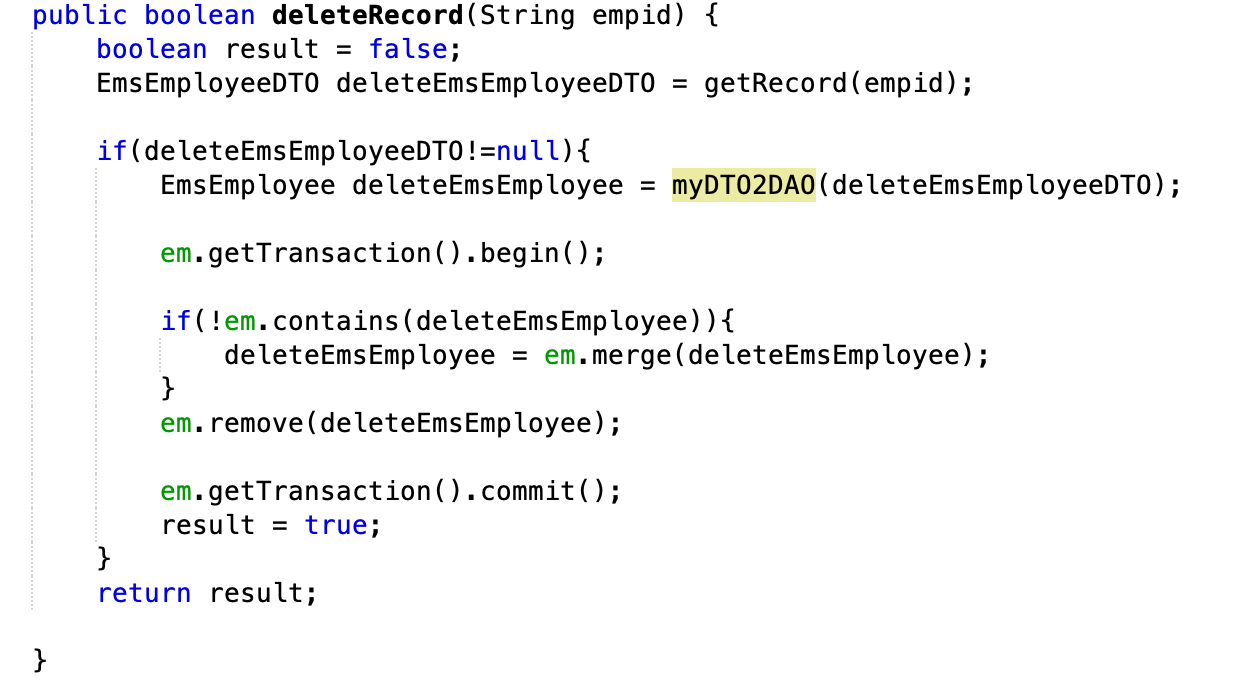 public boolean deleteRecord(String empid) {
    boolean result = false;
    EmsEmployeeDTO deleteEmsEmployeeDTO = getRecord(empid);
    if(deleteEmsEmployeeDTO!=null){
        EmsEmployee deleteEmsEmployee = myDTO2DAO(deleteEmsEmployeeDTO);
        em.getTransaction().begin();
        if(!em.contains(deleteEmsEmployee)){
            deleteEmsEmployee = em.merge(deleteEmsEmployee);
        }
        em.remove(deleteEmsEmployee);
        em.getTransaction().commit();
        result = true;
    }
    return result;
}